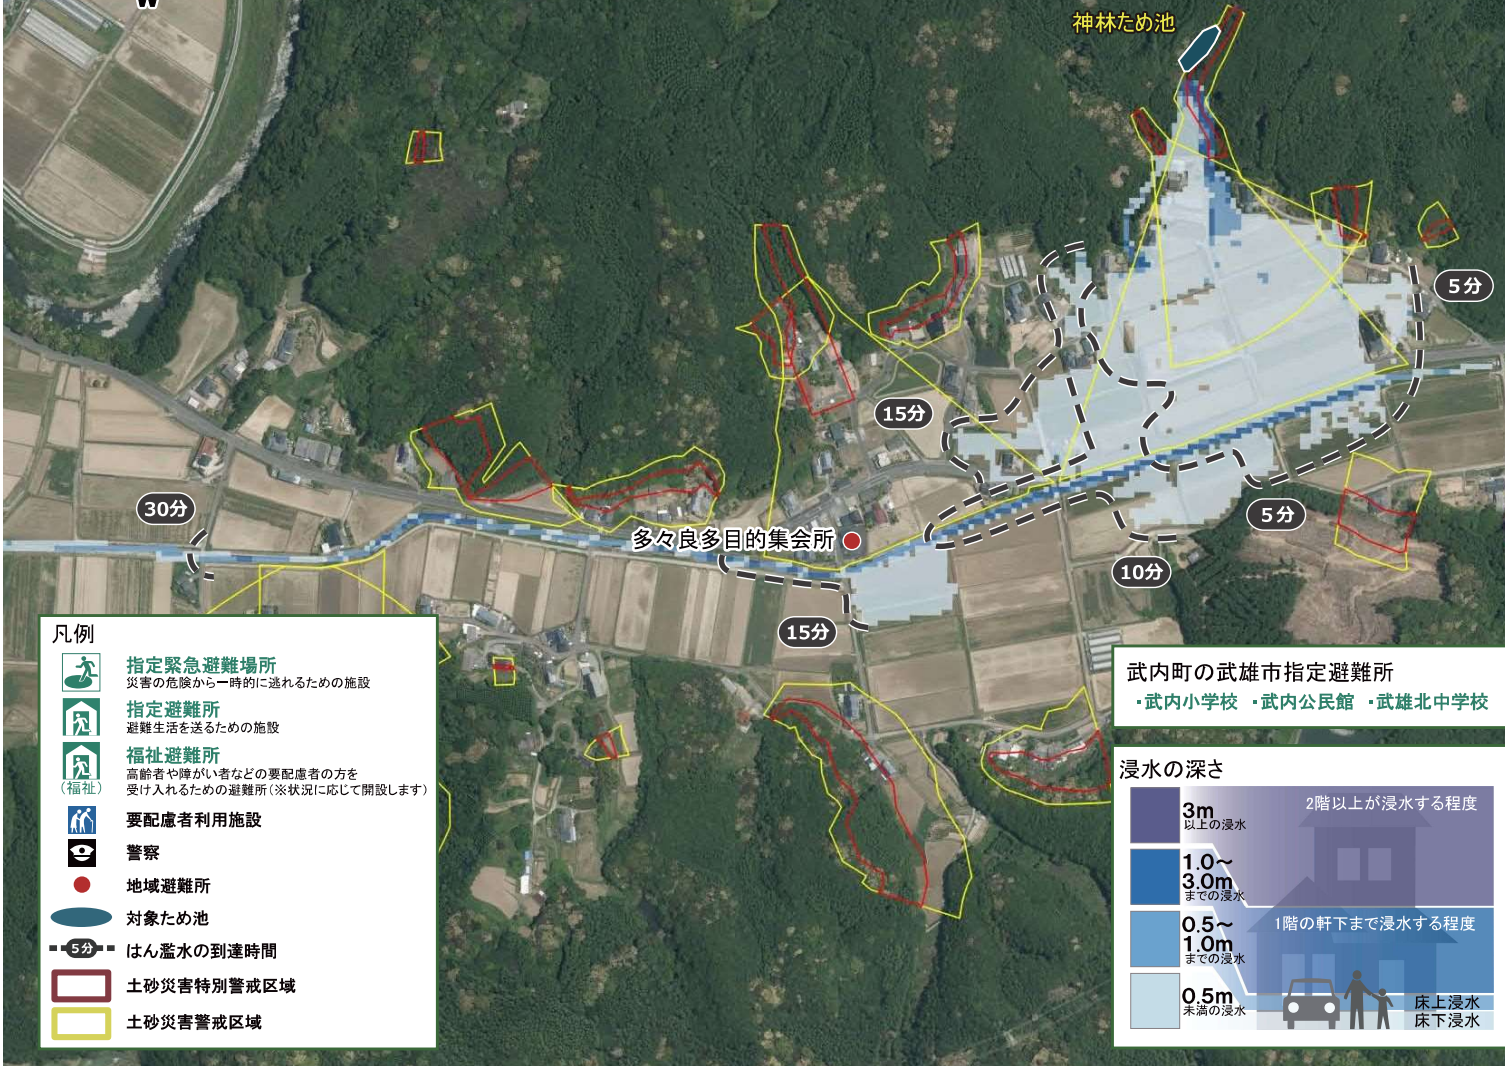 W
神林ため池
5分
15分
30分
5分
多々良多目的集会所
10分
15分
凡例
指定緊急避難場所
災害の危険から一時的に逃れるための施設
指定避難所
避難生活を送るための施設
福祉避難所
(福祉)
高齢者や障がい者などの要配慮者の方を
受け入れるための避難所(※状況に応じて開設します)
要配慮者利用施設
警察
地域避難所
対象ため池
5分
はん濫水の到達時間
土砂災害特別警戒区域
土砂災害警戒区域
武内町の武雄市指定避難所
・武内小学校 ・武内公民館 ・武雄北中学校
浸水の深さ
3m
以上の浸水
2階以上が浸水する程度
1.0〜
3.0m
までの浸水
0.5〜
1.0m
までの浸水
1階の軒下まで浸水する程度
0.5m
未満の浸水
床上浸水
床下浸水